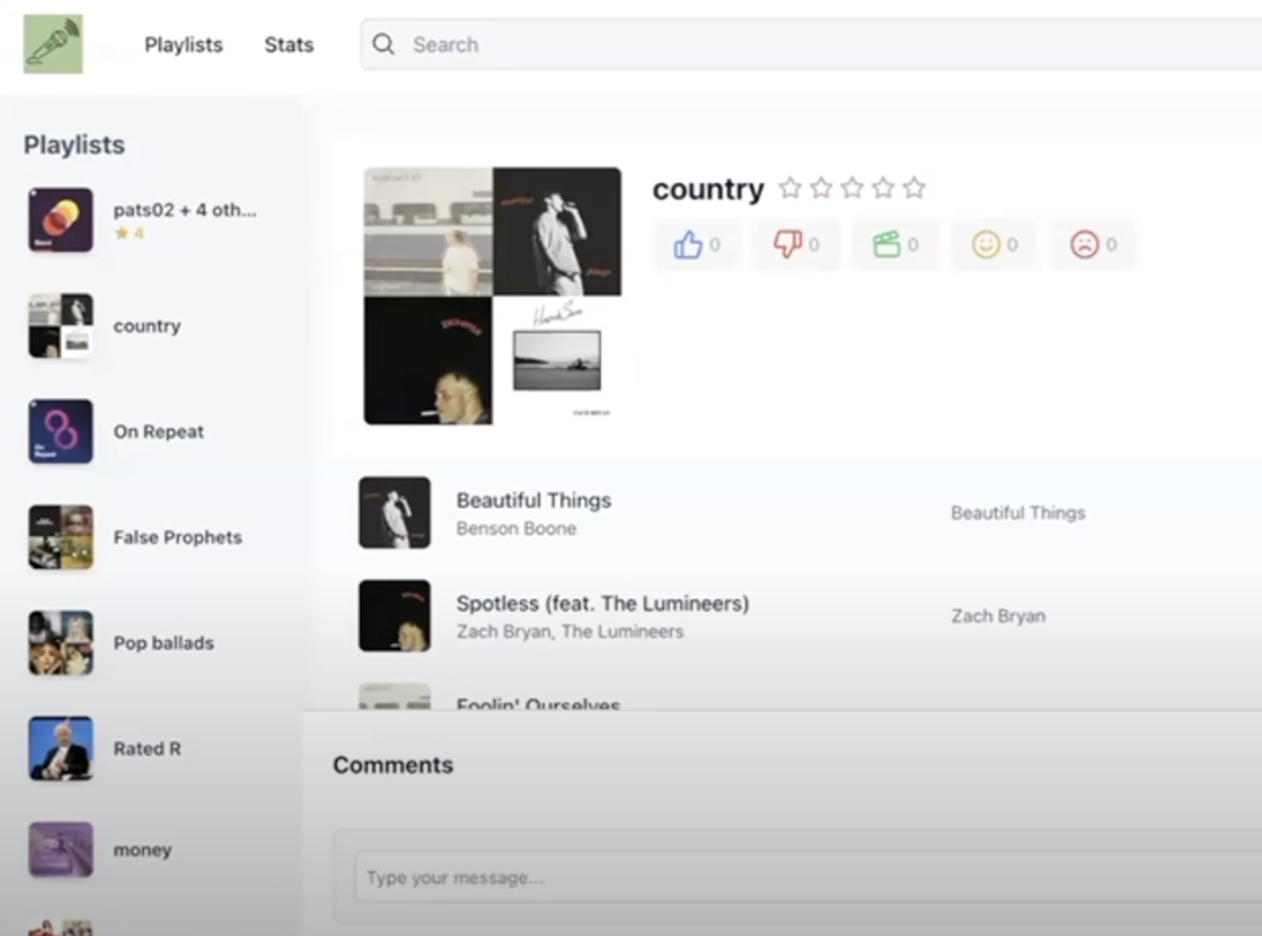 Playlists
Stats
Search
Playlists
pats02 + 4 oth...
4
country
On Repeat
False Prophets
Pop ballads
Rated R
money
country
0
0
0
0
0
Beautiful Things
Benson Boone
Beautiful Things
Spotless (feat. The Lumineers)
Zach Bryan, The Lumineers
Zach Bryan
Foolin' Ourselves
Comments
Type your message...